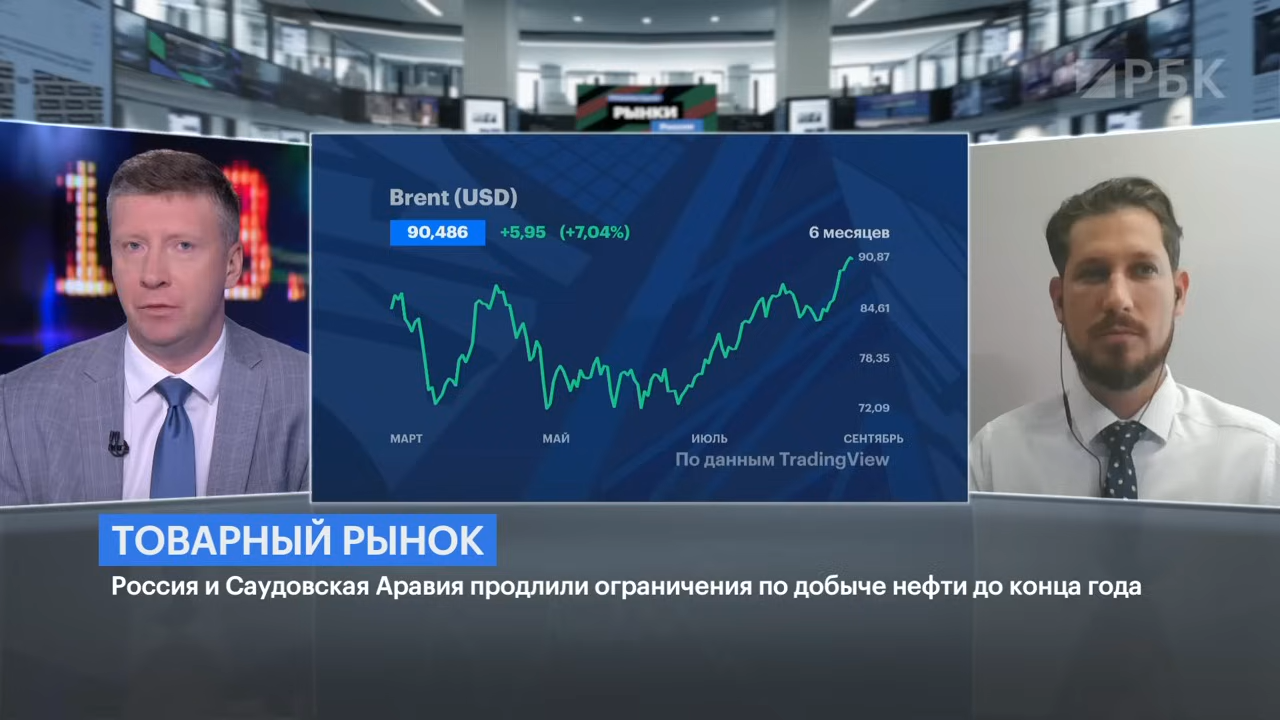 РБК
РЫНКИ
Brent (USD)
90,486 +5,95 (+7,04%)
6 месяцев
90,87
84,61
78,35
72,09
МАРТ МАЙ ИЮЛЬ СЕНТЯБРЬ
По данным TradingView
ТОВАРНЫЙ РЫНОК
Россия и Саудовская Аравия продлили ограничения по добыче нефти до конца года